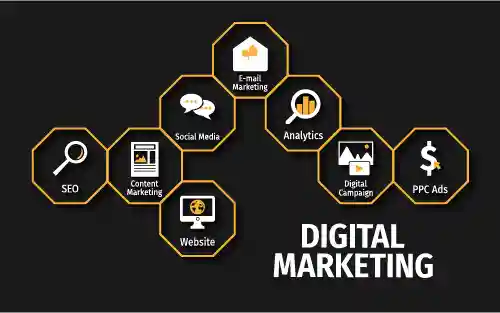 E-mail
Marketing
Social Media
Analytics
SEO
Content
Marketing
Digital
Campaign
PPC Ads
Website
DIGITAL
MARKETING